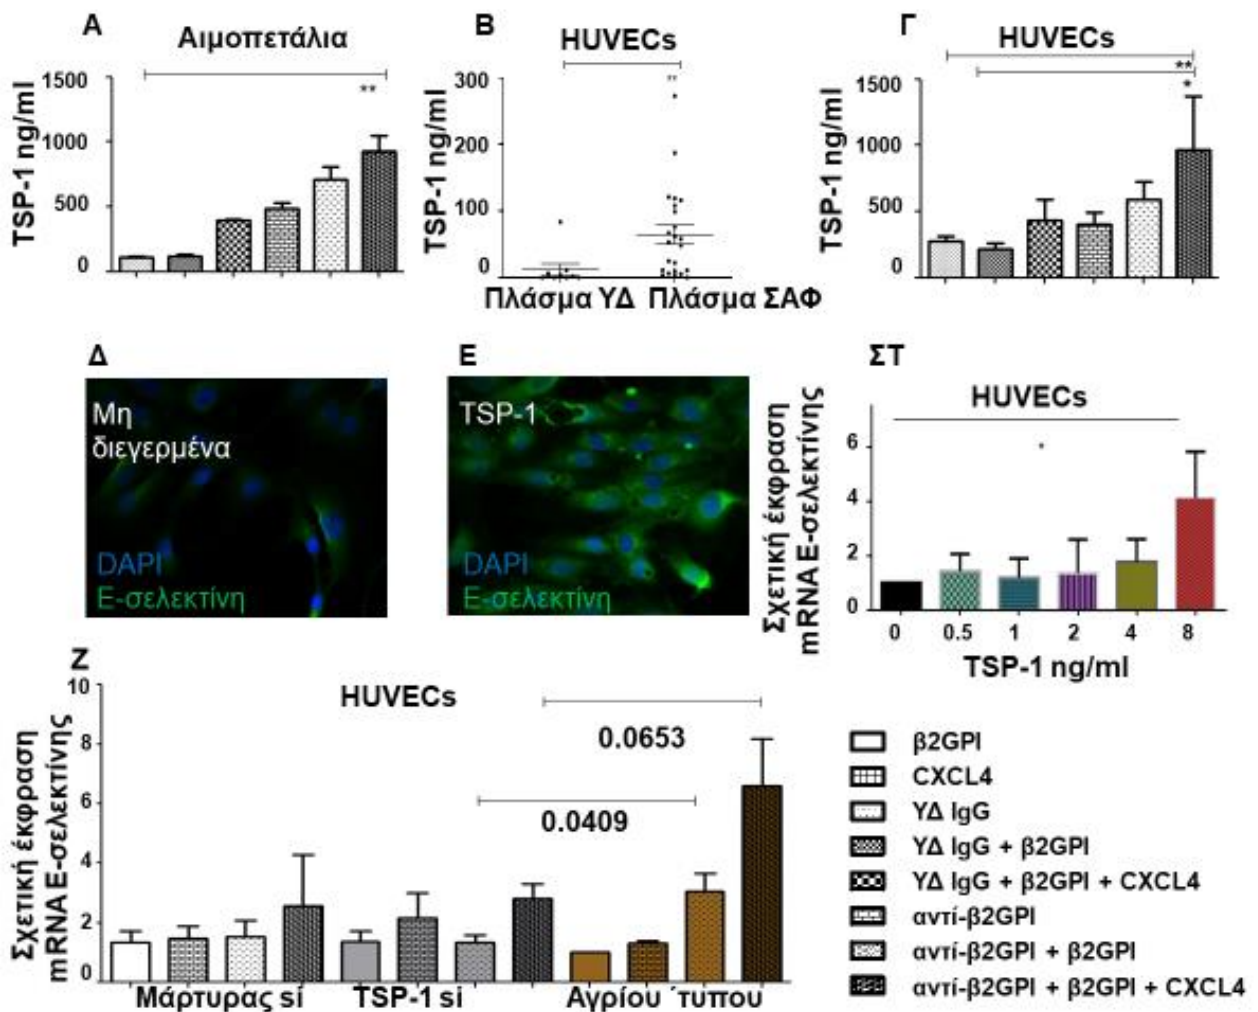 Α
Αιμοπετάλια
TSP-1 ng/ml
1500
1000
500
0
**
Β
HUVECs
TSP-1 ng/ml
300
200
100
0
Πλάσμα ΥΔ Πλάσμα ΣΑΦ
Γ
HUVECs
TSP-1 ng/ml
1500
1000
500
0
**
*
Δ
Μη
διεγερμένα
DAPI
Ε-σελεκτίνη
Ε
TSP-1
DAPI
Ε-σελεκτίνη
ΣΤ
HUVECs
Σχετική έκφραση
mRNA Ε-σελεκτίνης
6
4
2
0
*
0 0.5 1 2 4 8
TSP-1 ng/ml
Ζ
HUVECs
Σχετική έκφραση
mRNA Ε-σελεκτίνης
10
8
6
4
2
0
0.0653
0.0409
Μάρτυρας si TSP-1 si Αγρίου ΄τυπου
β2GPI
CXCL4
ΥΔ IgG
ΥΔ IgG + β2GPI
ΥΔ IgG + β2GPI + CXCL4
αντί-β2GPI
αντί-β2GPI + β2GPI
αντί-β2GPI + β2GPI + CXCL4